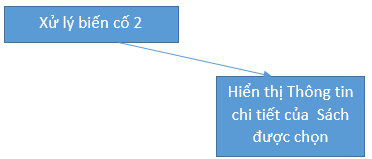 Xử lý biến cố 2
Hiển thị Thông tin
chi tiết của Sách
được chọn